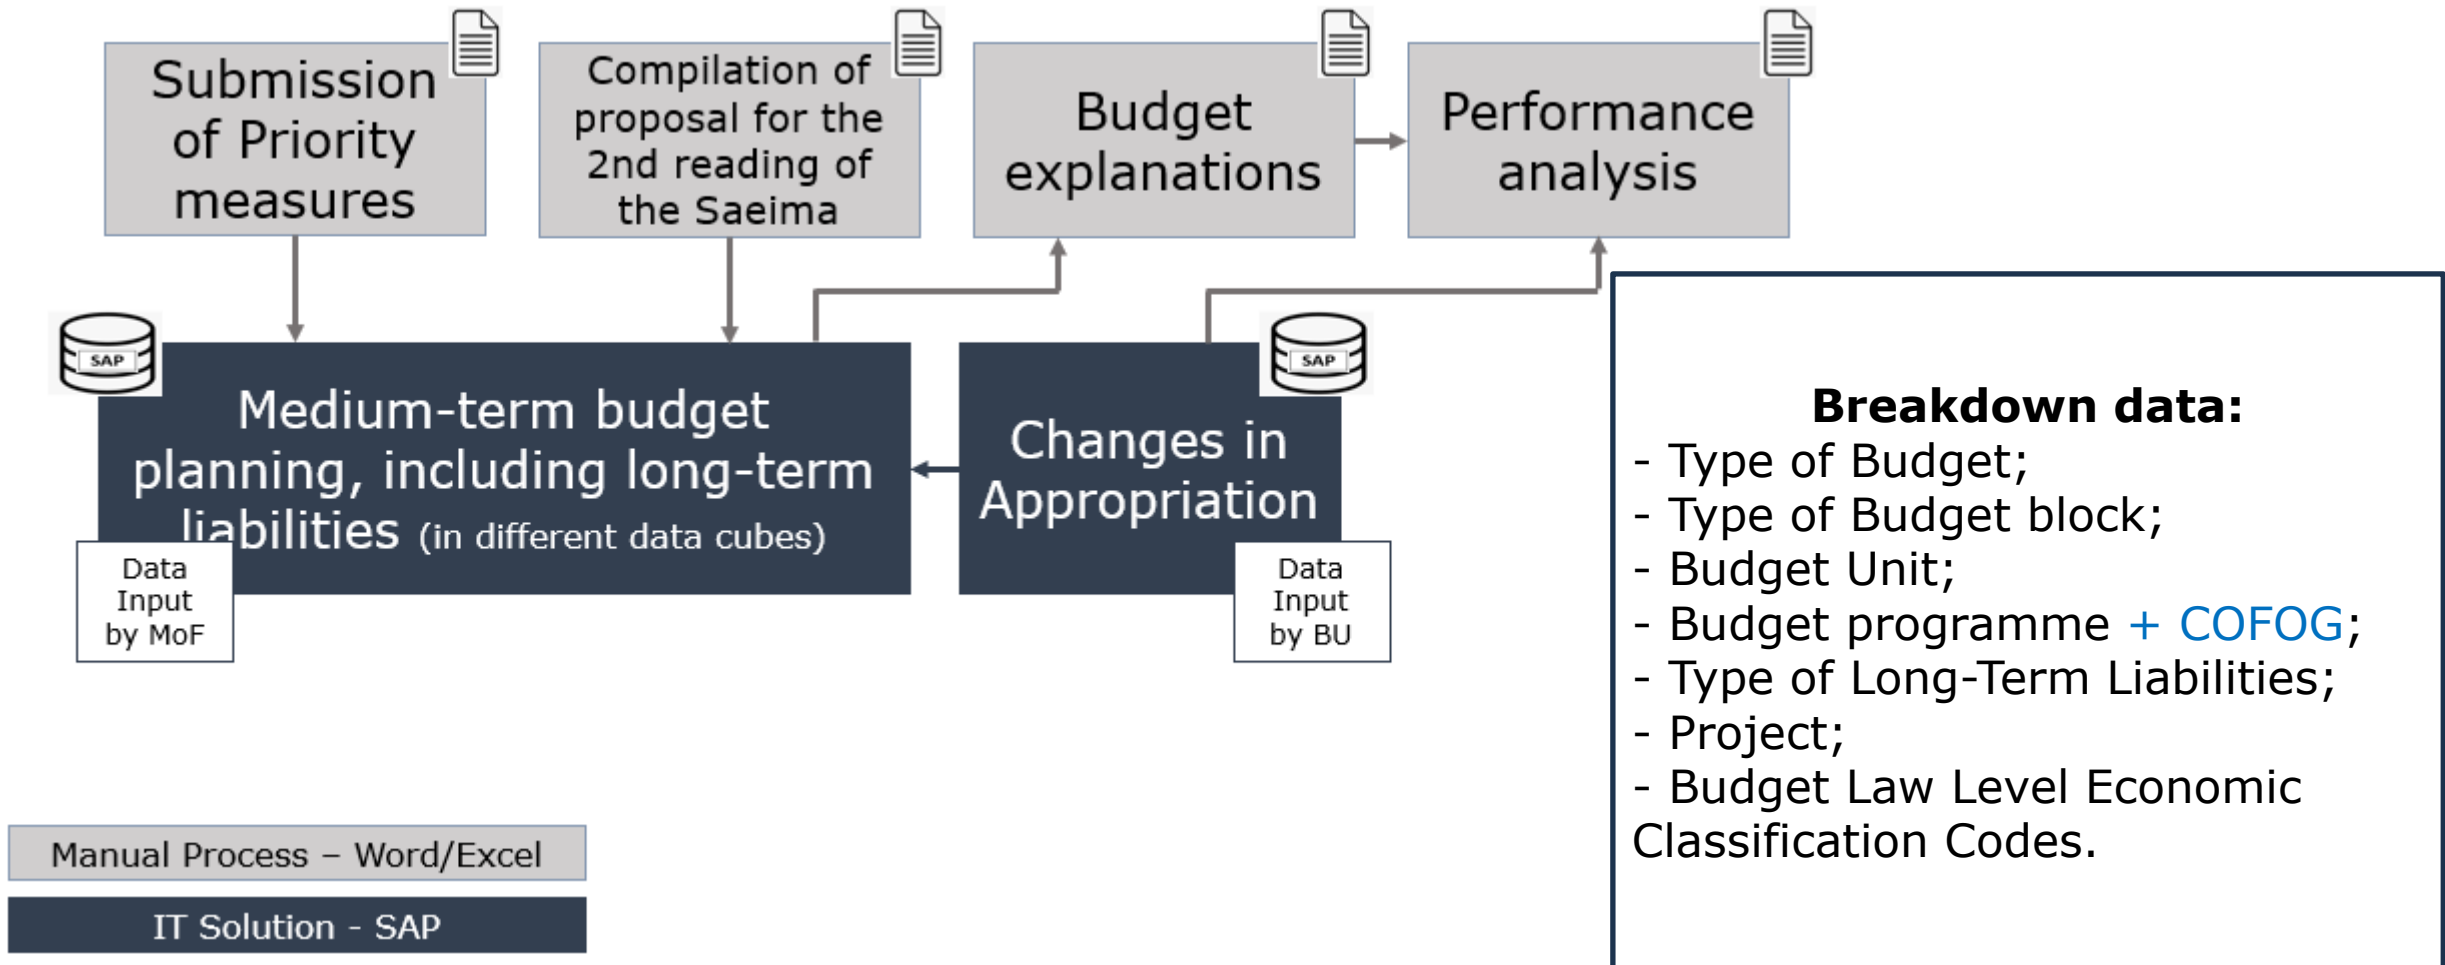 Submission
of Priority
measures
Compilation of
proposal for the
2nd reading of
the Saeima
Budget
explanations
Performance
analysis
SAP
Medium-term budget
planning, including long-term
liabilities (in different data cubes)
Data
Input
by MoF
SAP
Changes in
Appropriation
Data
Input
by BU
Breakdown data:
- Type of Budget;
- Type of Budget block;
- Budget Unit;
- Budget programme + COFOG;
- Type of Long-Term Liabilities;
- Project;
- Budget Law Level Economic
Classification Codes.
Manual Process – Word/Excel
IT Solution - SAP